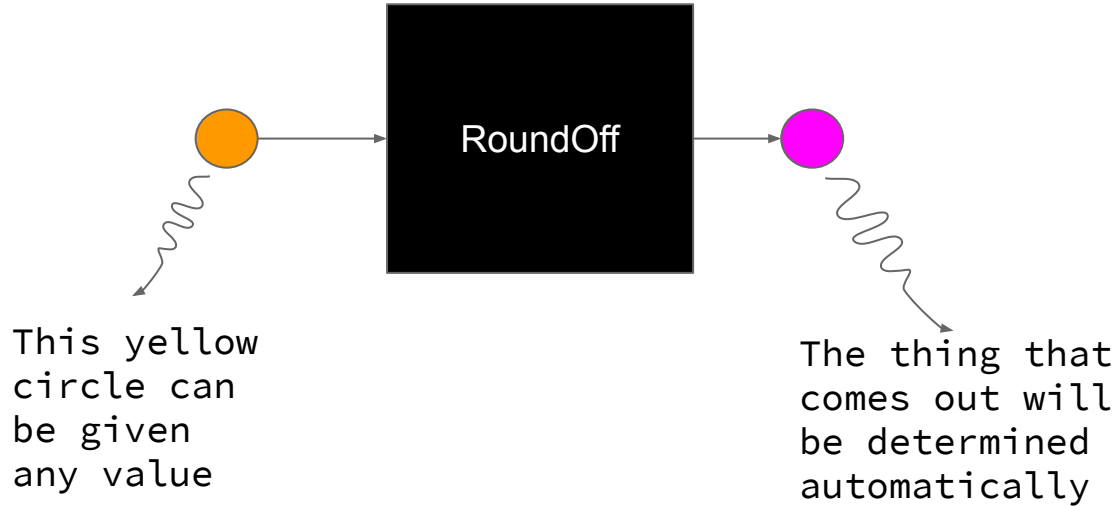 RoundOff
This yellow
circle can
be given
any value
The thing that
comes out will
be determined
automatically